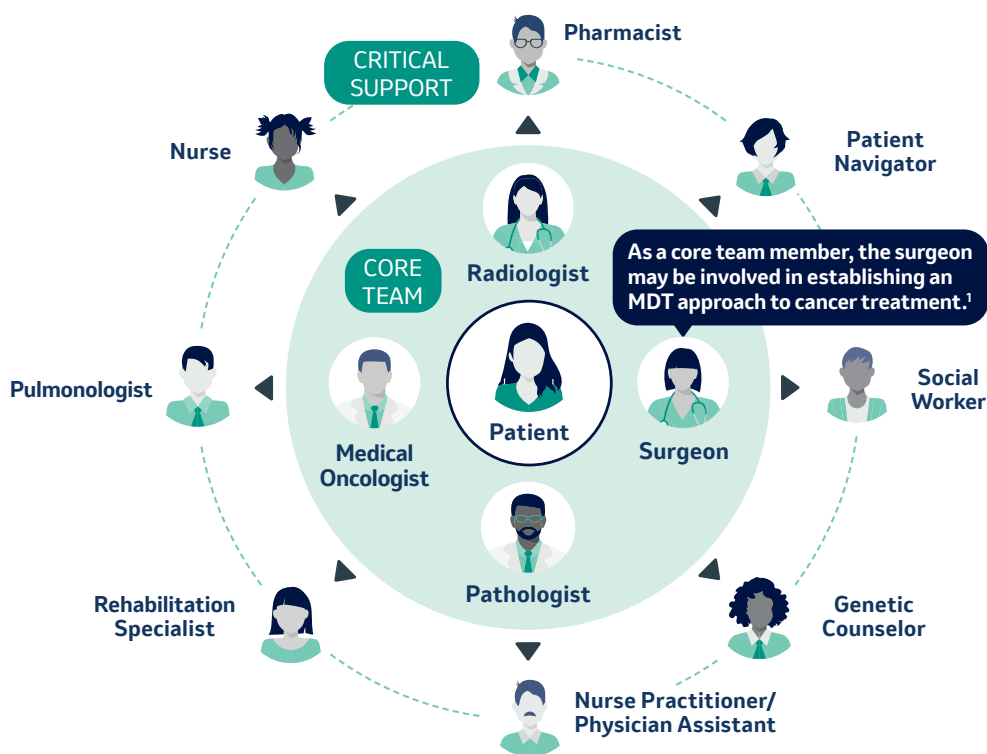 Pharmacist
CRITICAL
SUPPORT
Nurse
Patient
Navigator
Radiologist
CORE
TEAM
As a core team member, the surgeon
may be involved in establishing an
MDT approach to cancer treatment.¹
Pulmonologist
Medical
Oncologist
Patient
Surgeon
Social
Worker
Pathologist
Rehabilitation
Specialist
Genetic
Counselor
Nurse Practitioner/
Physician Assistant